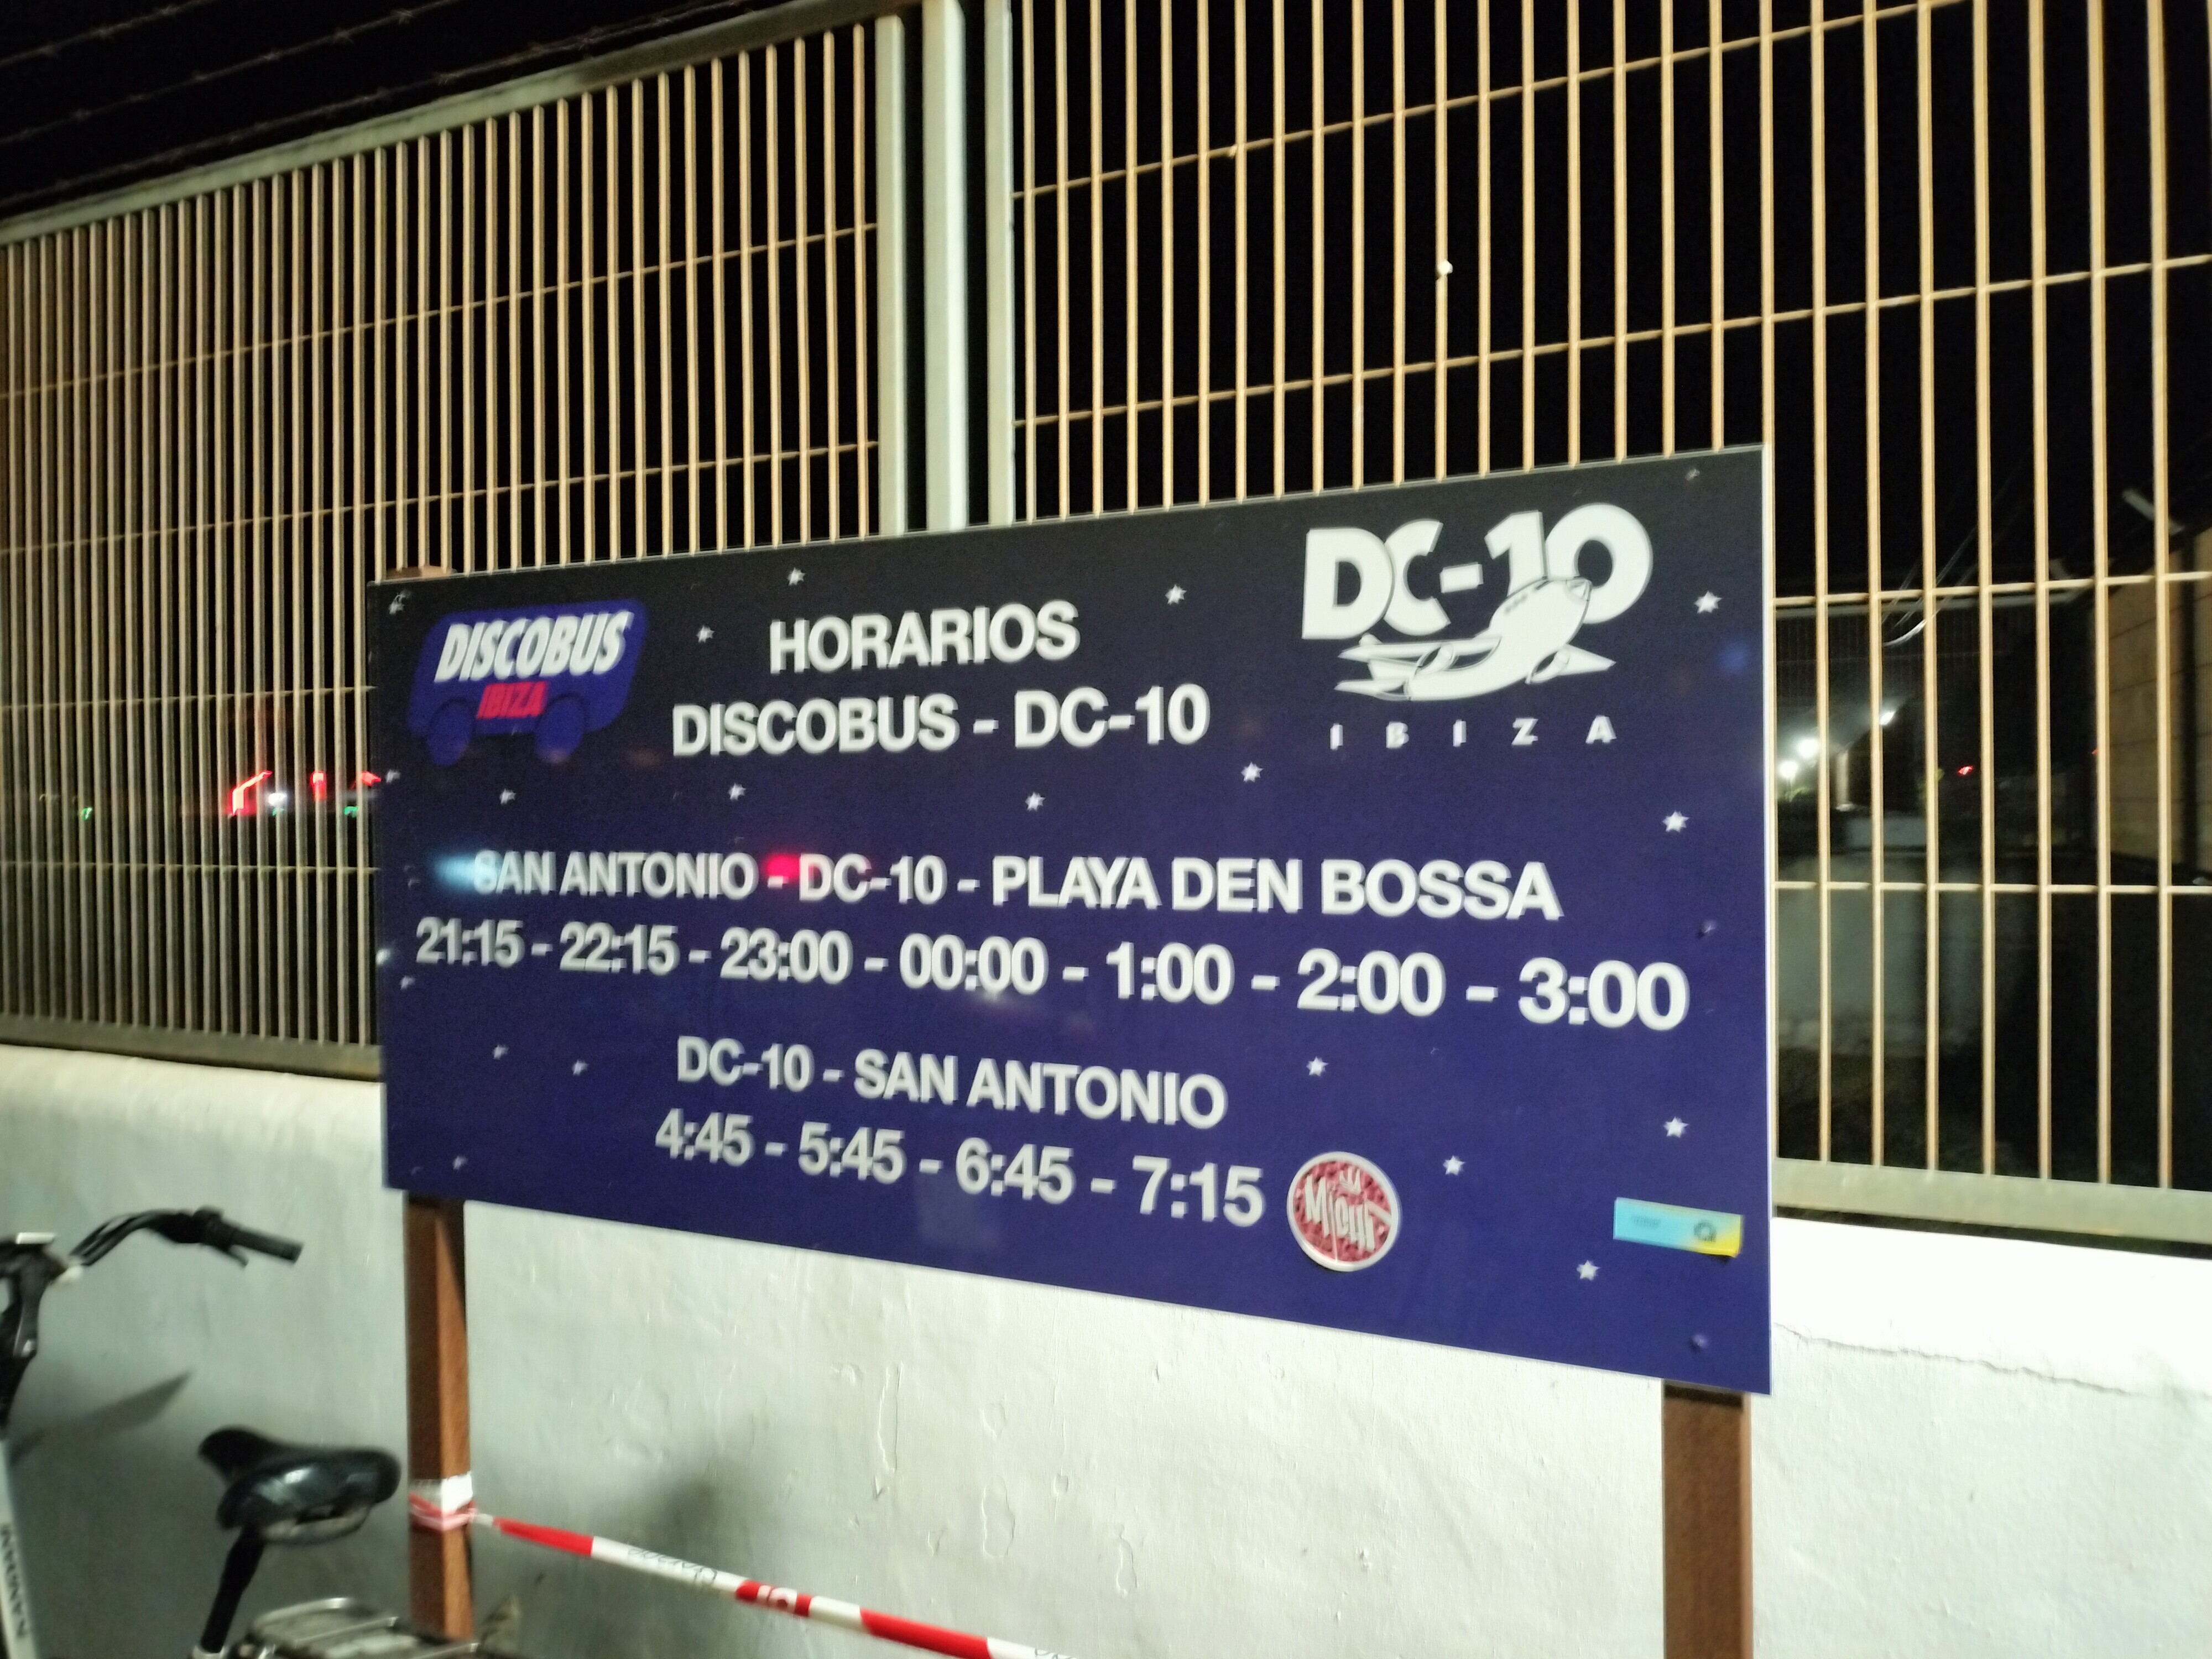 DISCOBUS
IBIZA
HORARIOS
DISCOBUS - DC-10
DC-10
IBIZA
SAN ANTONIO - DC-10 - PLAYA DEN BOSSA
21:15 - 22:15 - 23:00 - 00:00 - 1:00 - 2:00 - 3:00
DC-10 - SAN ANTONIO
4:45 - 5:45 - 6:45 - 7:15